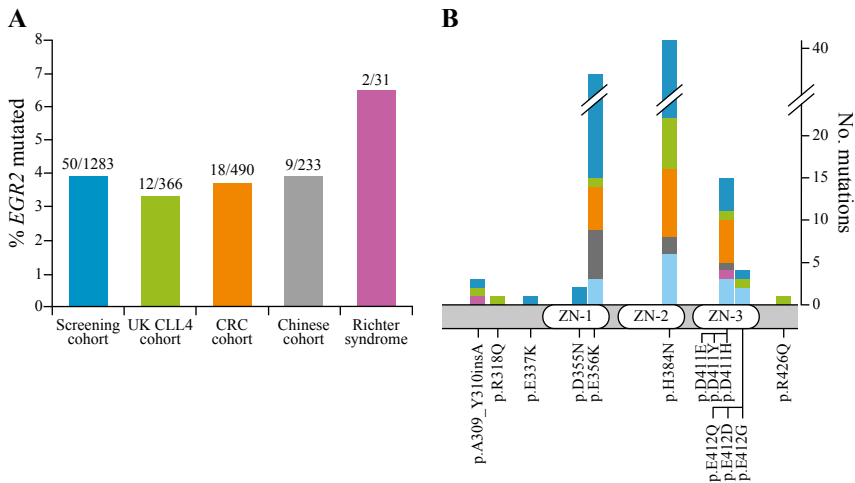 A
% EGR2 mutated
8
7
6
5
4
3
2
1
0
50/1283
12/366
18/490
9/233
2/31
Screening cohort
UK CLL4 cohort
CRC cohort
Chinese cohort
Richter syndrome
B
No. mutations
40
20
15
10
5
0
ZN-1
ZN-2
ZN-3
p.A309_Y310insA
p.R318Q
p.E337K
p.D355N
p.E356K
p.H384N
p.D411E
p.D411Y
p.D411H
p.E412Q
p.E412D
p.E412G
p.R426Q